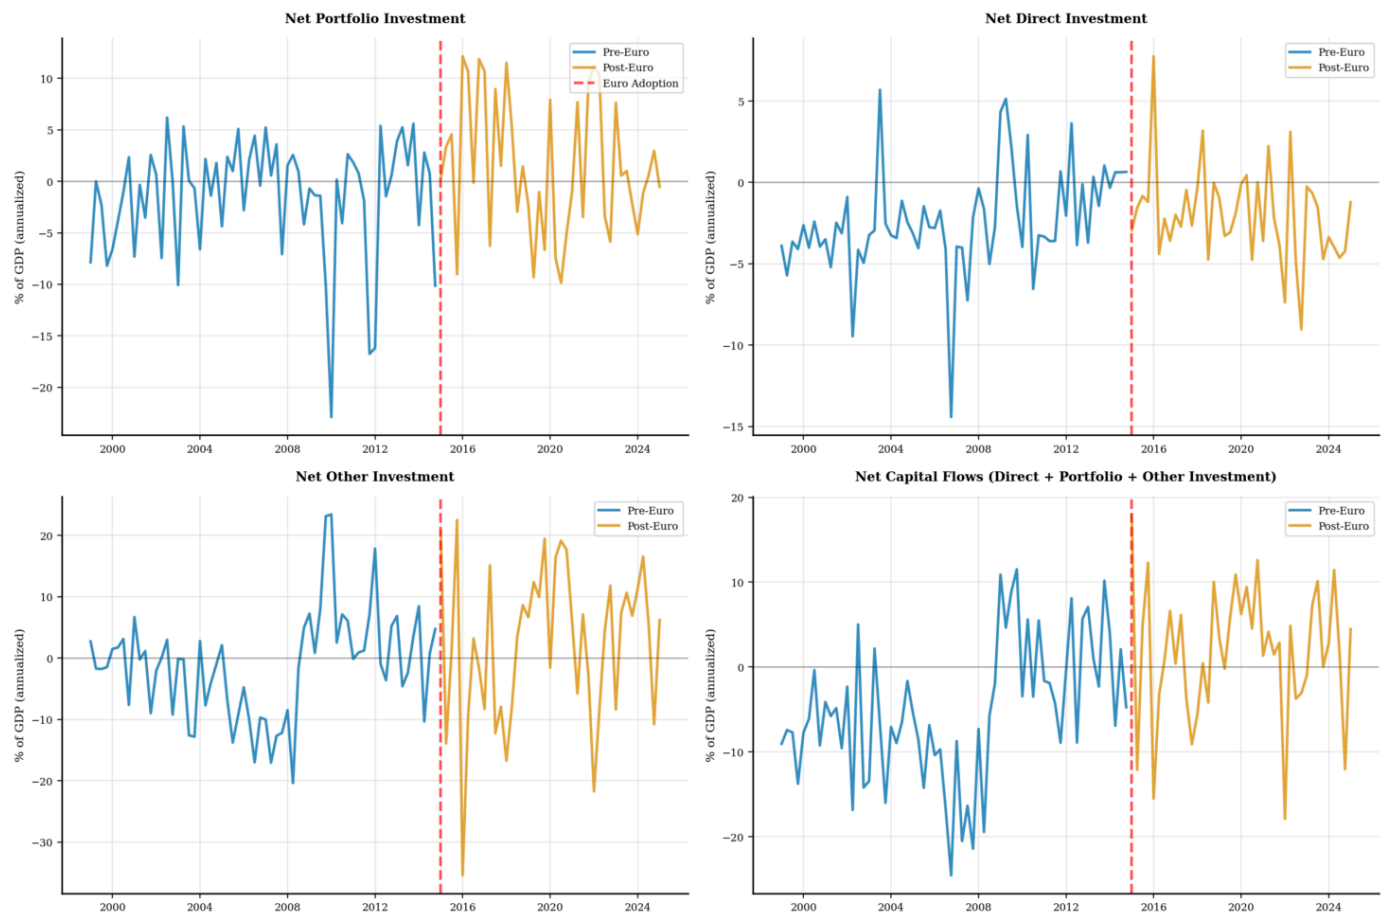 Net Portfolio Investment
% of GDP (annualized)
10
5
0
−5
−10
−15
−20
2000 2004 2008 2012 2016 2020 2024
Pre-Euro
Post-Euro
Euro Adoption
Net Direct Investment
% of GDP (annualized)
5
0
−5
−10
−15
2000 2004 2008 2012 2016 2020 2024
Pre-Euro
Post-Euro
Net Other Investment
% of GDP (annualized)
20
10
0
−10
−20
−30
2000 2004 2008 2012 2016 2020 2024
Pre-Euro
Post-Euro
Net Capital Flows (Direct + Portfolio + Other Investment)
% of GDP (annualized)
20
10
0
−10
−20
2000 2004 2008 2012 2016 2020 2024
Pre-Euro
Post-Euro